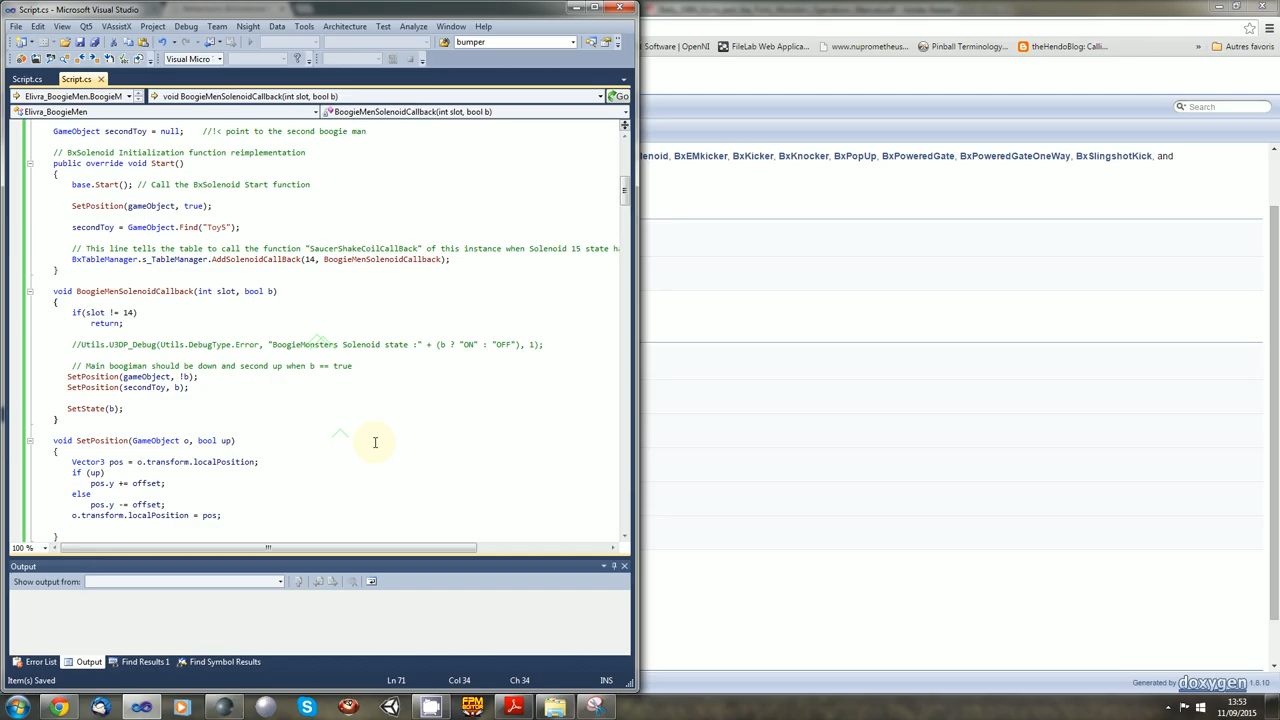 Script.cs - Microsoft Visual Studio
File Edit View Qt5 VAssistX Project Build Debug Team Nsight Data Tools Architecture Test Analyze Window Help
bumper
Software | OpenNI FileLab Web Applica... www.nuprometheus... Pinball Terminology... theHendoBlog: Calli... » Autres favoris
Visual Micro
Script.cs Script.cs
Elivra_BoogieMen.BoogieM void BoogieMenSolenoidCallback(int slot, bool b) Go
Search
Elivra_BoogieMen BoogieMenSolenoidCallback(int slot, bool b)
GameObject secondToy = null; //!< point to the second boogie man
// BxSolenoid Initialization function reimplementation
enoid, BxEMkicker, BxKicker, BxKnocker, BxPopUp, BxPoweredGate, BxPoweredGateOneWay, BxSlingshotKick, and
public override void Start()
{
base.Start(); // Call the BxSolenoid Start function
SetPosition(gameObject, true);
secondToy = GameObject.Find("Toy5");
// This line tells the table to call the function "SaucerShakeCoilCallBack" of this instance when Solenoid 15 state ha
BxTableManager.s_TableManager.AddSolenoidCallBack(14, BoogieMenSolenoidCallback);
}
void BoogieMenSolenoidCallback(int slot, bool b)
{
if(slot != 14)
return;
//Utils.U3DP_Debug(Utils.DebugType.Error, "BoogieMonsters Solenoid state :" + (b ? "ON" : "OFF"), 1);
// Main boogiman should be down and second up when b == true
SetPosition(gameObject, !b);
SetPosition(secondToy, b);
SetState(b);
}
void SetPosition(GameObject o, bool up)
{
Vector3 pos = o.transform.localPosition;
if (up)
pos.y += offset;
else
pos.y -= offset;
o.transform.localPosition = pos;
}
100 %
Output
Show output from:
Error List Output Find Results 1 Find Symbol Results
Item(s) Saved Ln 71 Col 34 Ch 34 INS
Generated by doxygen 1.8.10
13:53
11/09/2015